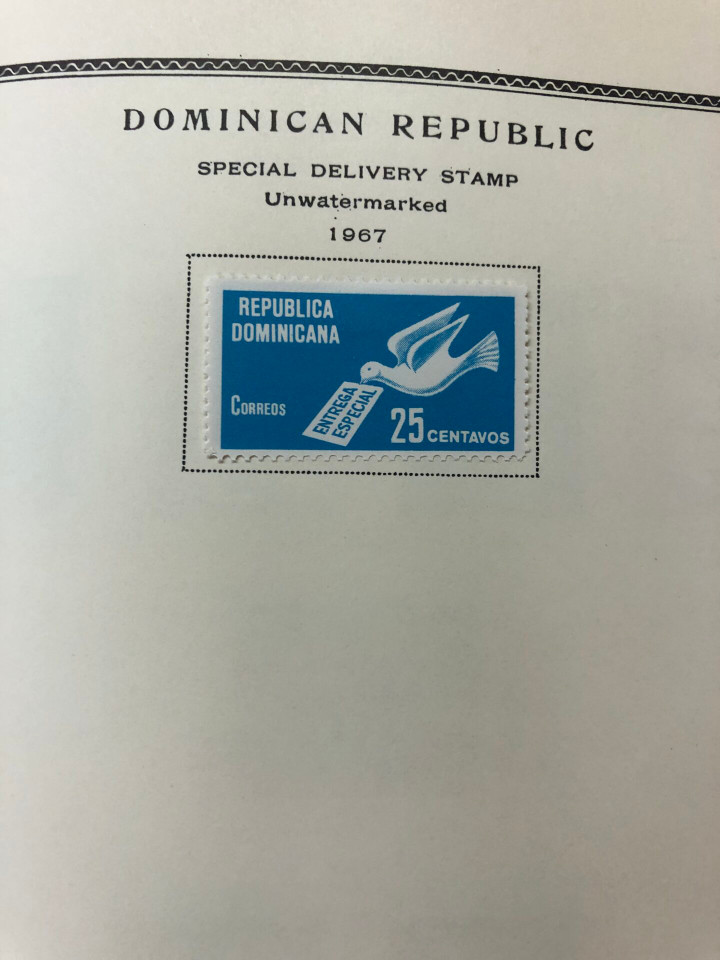 DOMINICAN REPUBLIC
SPECIAL DELIVERY STAMP
Unwatermarked
1967
REPUBLICA
DOMINICANA
CORREOS
ENTREGA
ESPECIAL
25 CENTAVOS